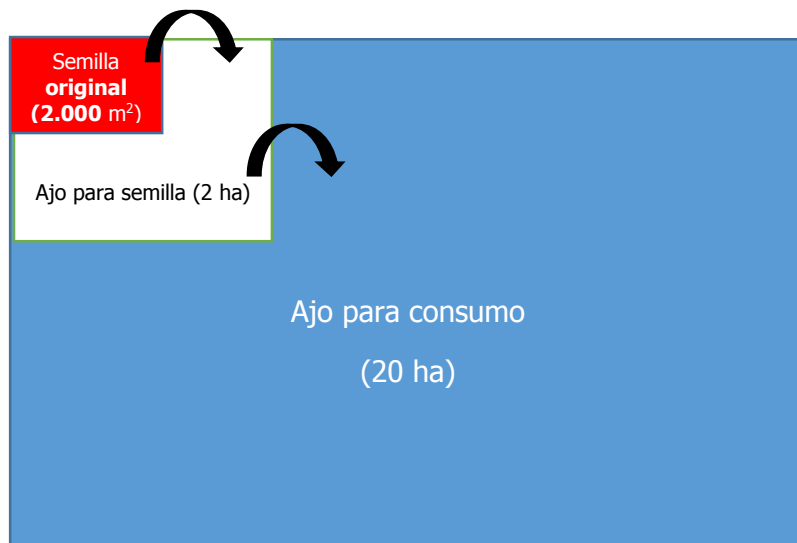 Semilla
original
(2.000 m²)
Ajo para semilla (2 ha)
Ajo para consumo
(20 ha)